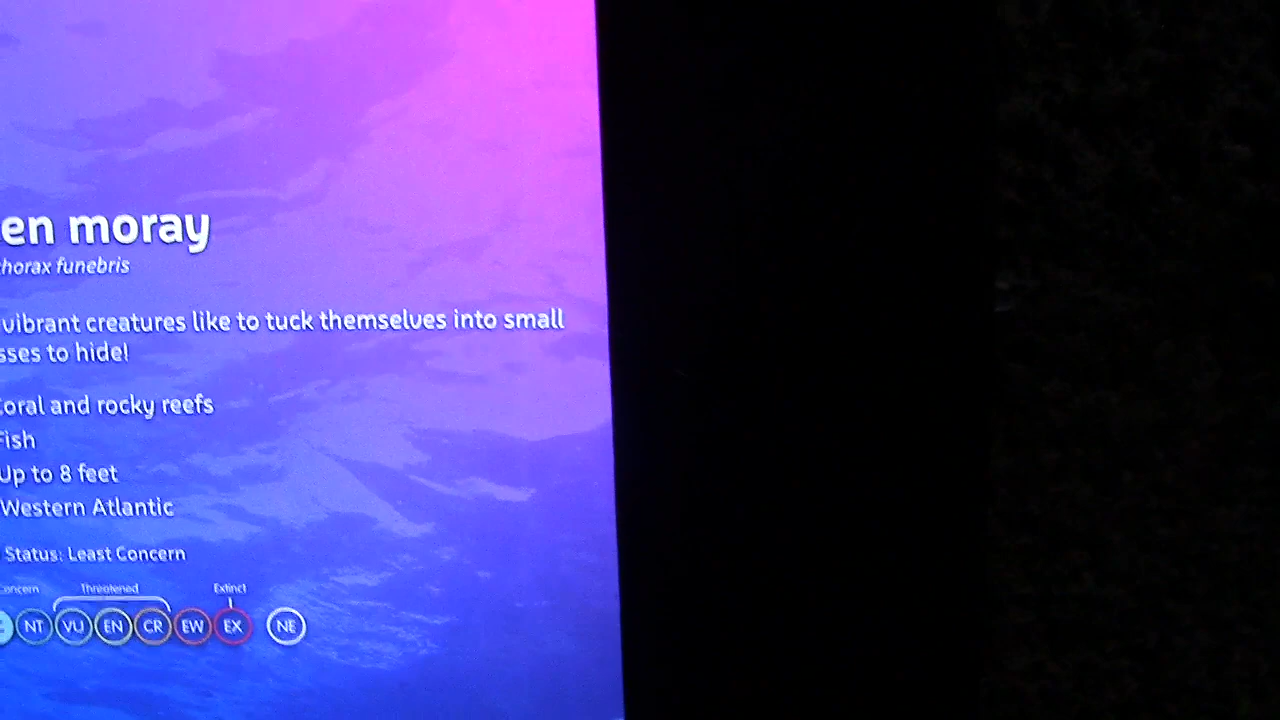 en moray
horax funebris
vibrant creatures like to tuck themselves into small
sses to hide!
Coral and rocky reefs
Fish
Up to 8 feet
Western Atlantic
Status: Least Concern
Concern Threatened Extinct
NT VU EN CR EW EX NE